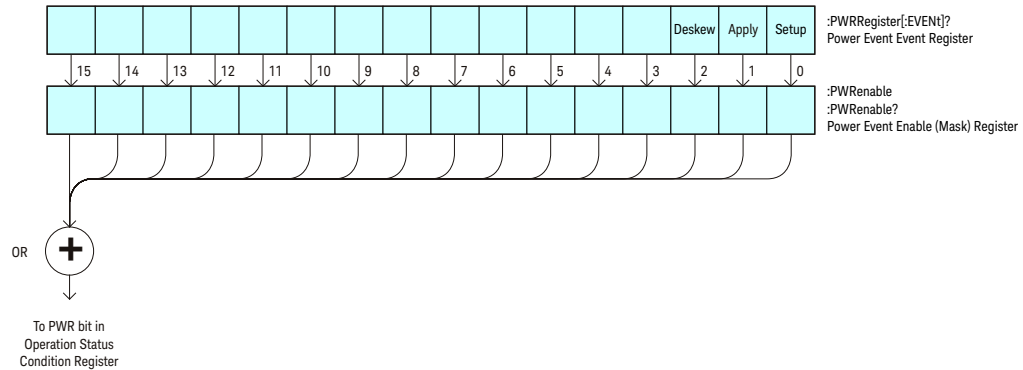 Deskew Apply Setup
:PWRRegister[:EVENt]?
Power Event Event Register
15 14 13 12 11 10 9 8 7 6 5 4 3 2 1 0
:PWRenable
:PWRenable?
Power Event Enable (Mask) Register
OR
+
To PWR bit in
Operation Status
Condition Register